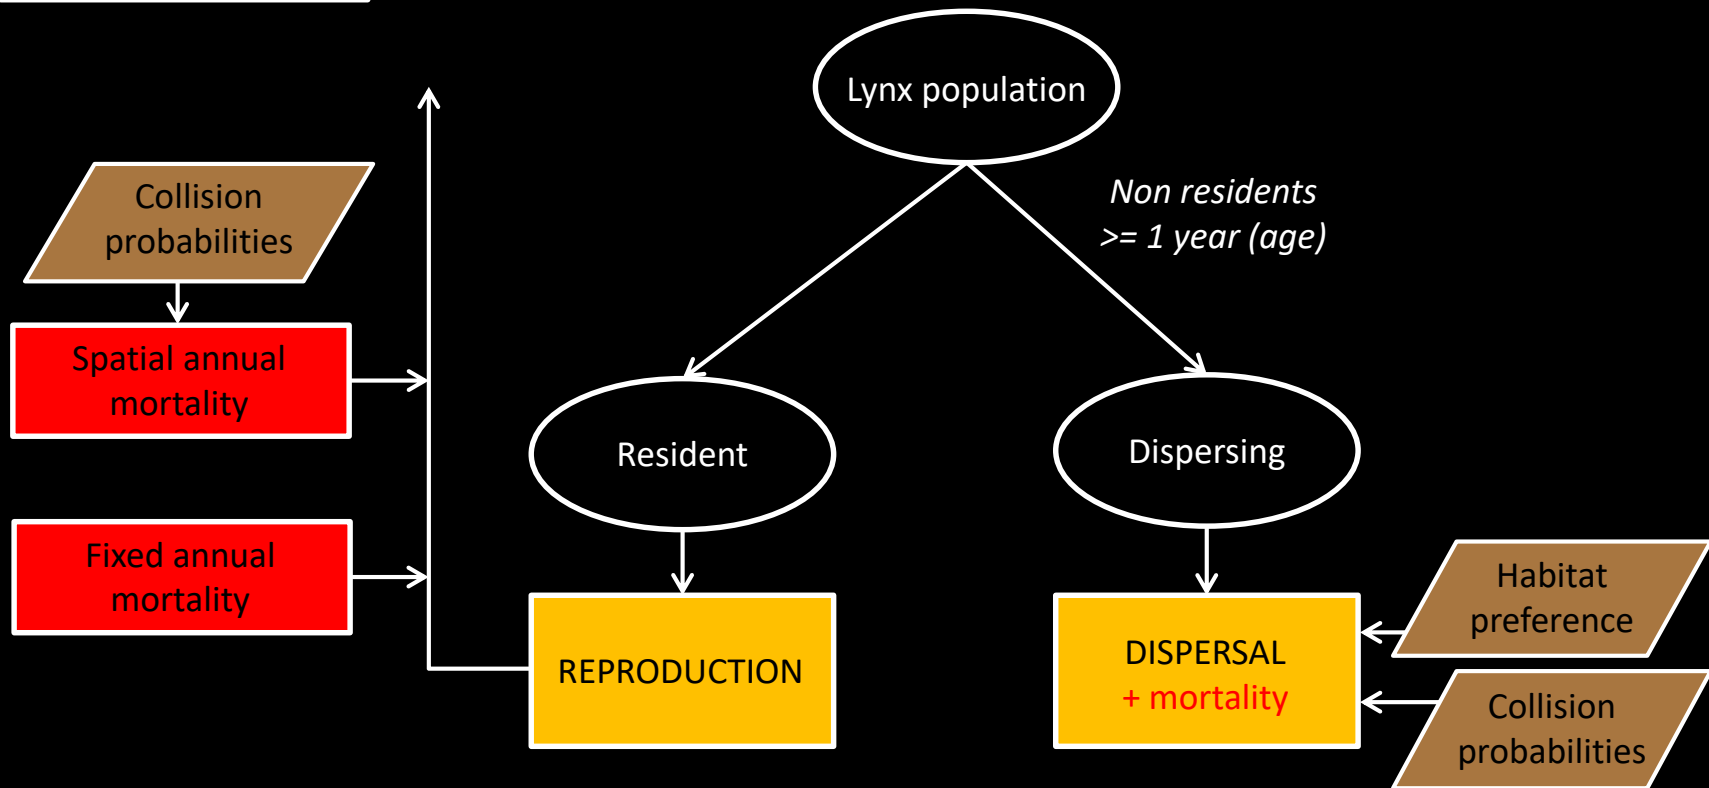 Lynx population
Non residents
>= 1 year (age)
Collision
probabilities
Spatial annual
mortality
Resident
Dispersing
Fixed annual
mortality
REPRODUCTION
DISPERSAL
+ mortality
Habitat
preference
Collision
probabilities